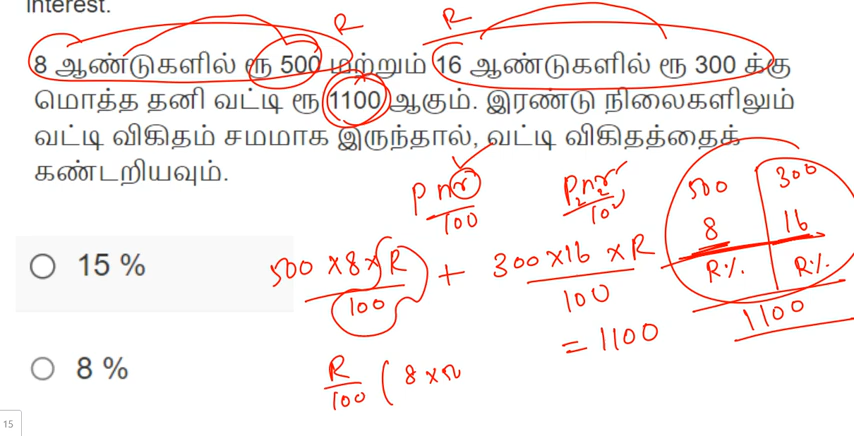 interest.
R R
8 ஆண்டுகளில் ரூ 500 மற்றும் 16 ஆண்டுகளில் ரூ 300 க்கு
மொத்த தனி வட்டி ரூ 1100 ஆகும். இரண்டு நிலைகளிலும்
வட்டி விகிதம் சமமாக இருந்தால், வட்டி விகிதத்தைக்
கண்டறியவும்.
p n r / 100 P₂ n₂ r / 100 500 300
8 16
15 % 500 × 8 × R / 100 + 300 × 16 × R / 100 R% R%
= 1100 1100
8 % R / 100 ( 8 ×
15